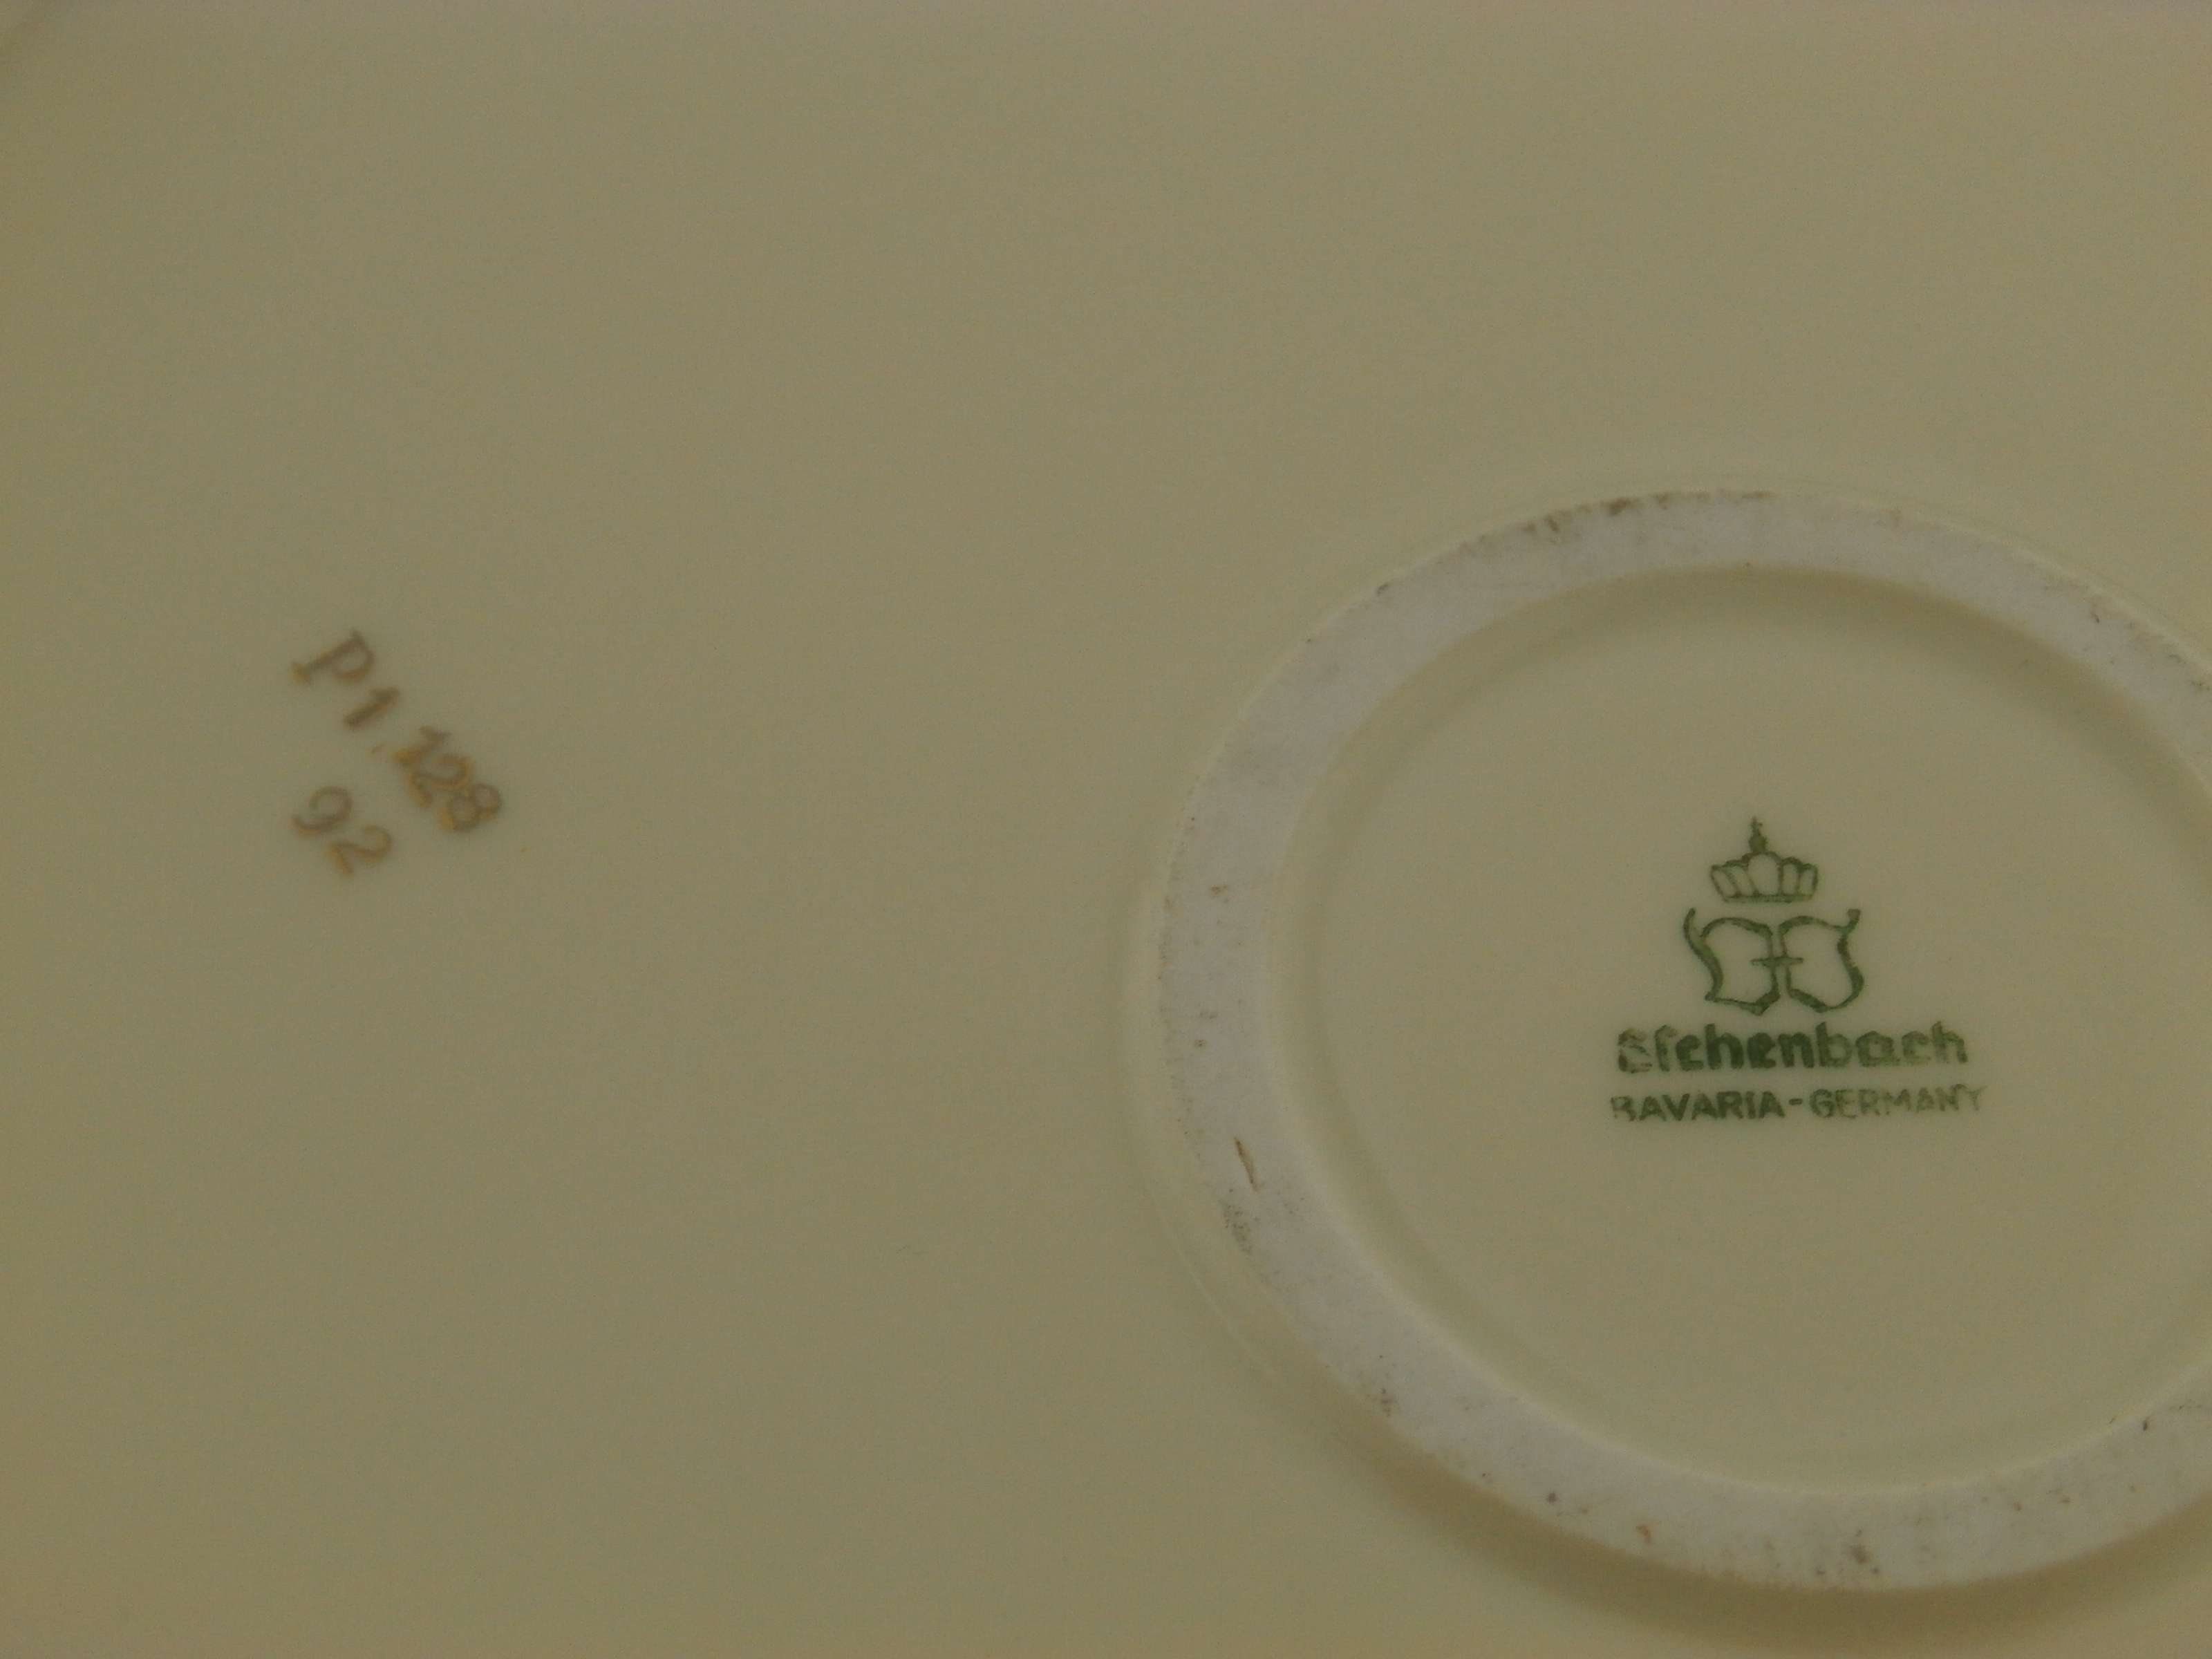 P1.128
92
Eſchenbach
BAVARIA-GERMANY